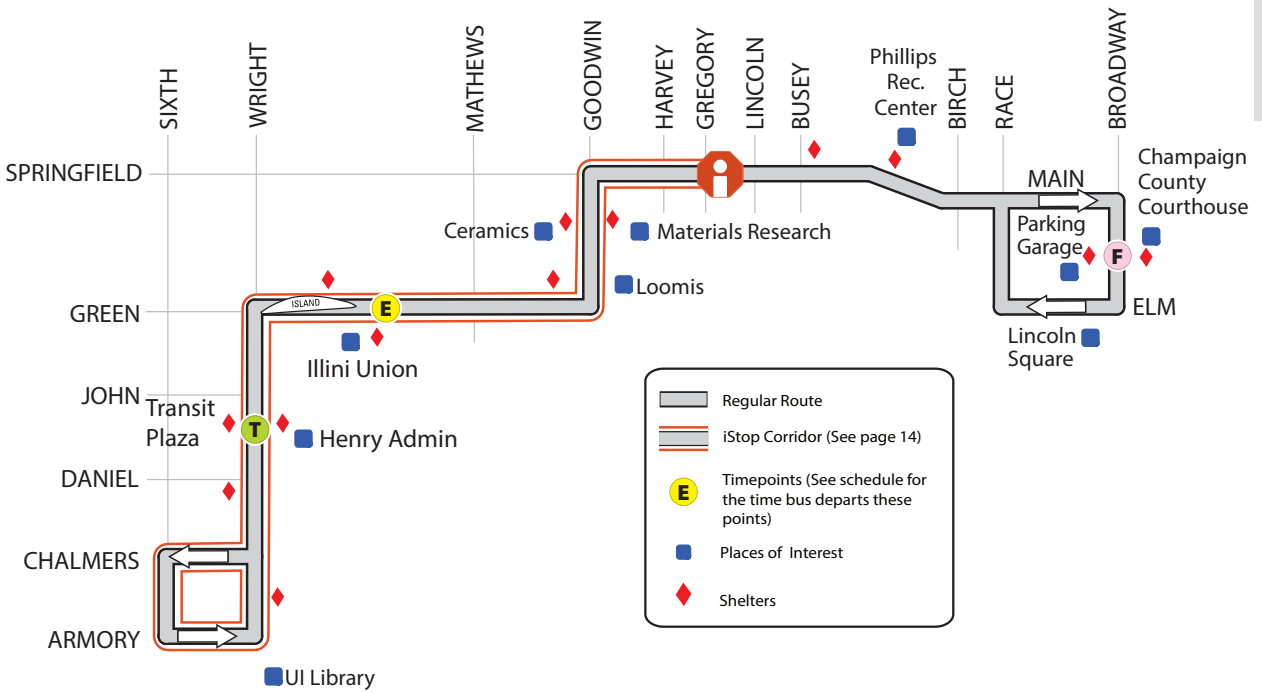 SIXTH
WRIGHT
MATHEWS
GOODWIN
HARVEY
GREGORY
LINCOLN
BUSEY
Phillips
Rec.
Center
BIRCH
RACE
BROADWAY
SPRINGFIELD
MAIN
Champaign
County
Courthouse
Ceramics
Materials Research
Parking
Garage
F
Loomis
ISLAND
E
GREEN
ELM
Illini Union
Lincoln
Square
JOHN
Transit
Plaza
T
Henry Admin
DANIEL
CHALMERS
ARMORY
UI Library
Regular Route
iStop Corridor (See page 14)
E
Timepoints (See schedule for
the time bus departs these
points)
Places of Interest
Shelters